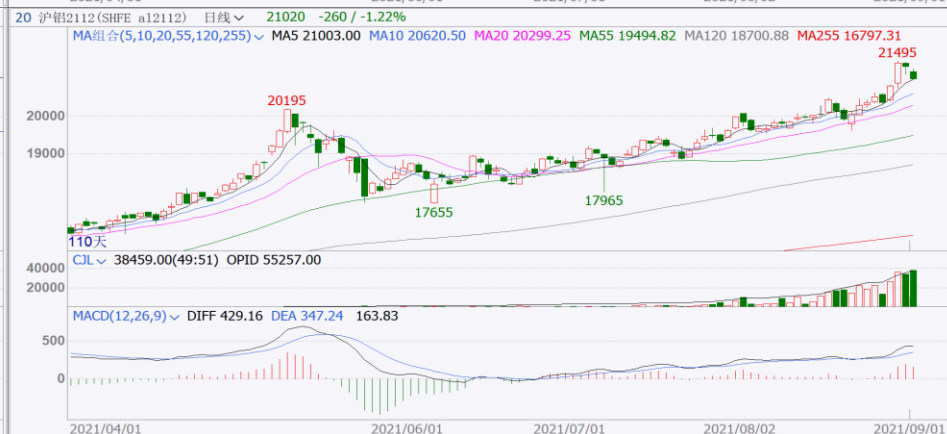 20 沪铝2112(SHFE al2112) 日线 21020 -260 / -1.22%
MA组合(5,10,20,55,120,255) MA5 21003.00 MA10 20620.50 MA20 20299.25 MA55 19494.82 MA120 18700.88 MA255 16797.31
21495
20195
20000
19000
17965
17655
110天
CJL 38459.00(49:51) OPID 55257.00
40000
20000
MACD(12,26,9) DIFF 429.16 DEA 347.24 163.83
500
0
2021/04/01 2021/06/01 2021/07/01 2021/08/02 2021/09/01